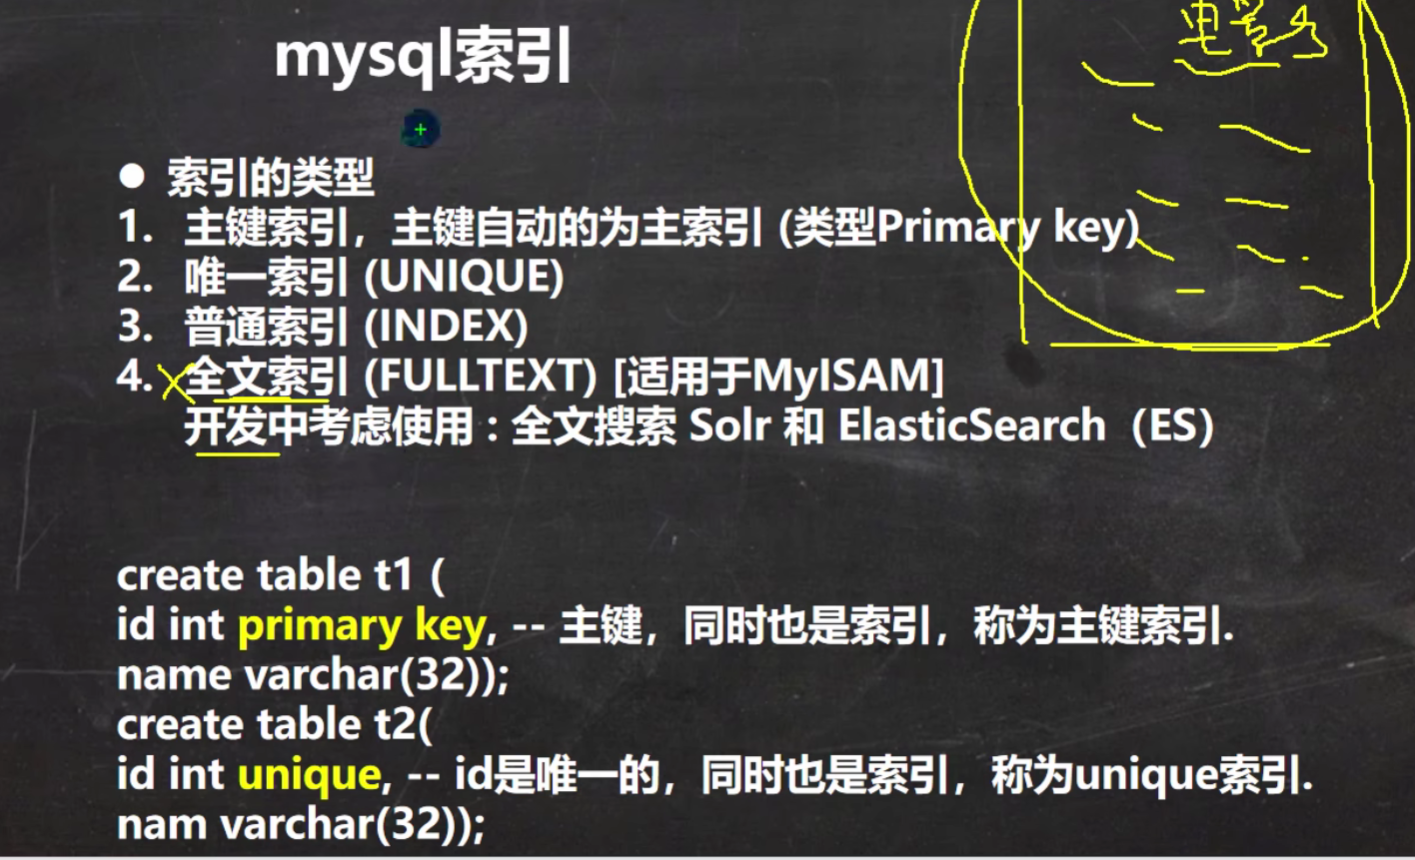 mysql索引
● 索引的类型
1. 主键索引，主键自动的为主索引 (类型Primary key)
2. 唯一索引 (UNIQUE)
3. 普通索引 (INDEX)
4. 全文索引 (FULLTEXT) [适用于MyISAM]
开发中考虑使用 : 全文搜索 Solr 和 ElasticSearch（ES）
create table t1 (
id int primary key, -- 主键，同时也是索引，称为主键索引.
name varchar(32));
create table t2(
id int unique, -- id是唯一的，同时也是索引，称为unique索引.
nam varchar(32));